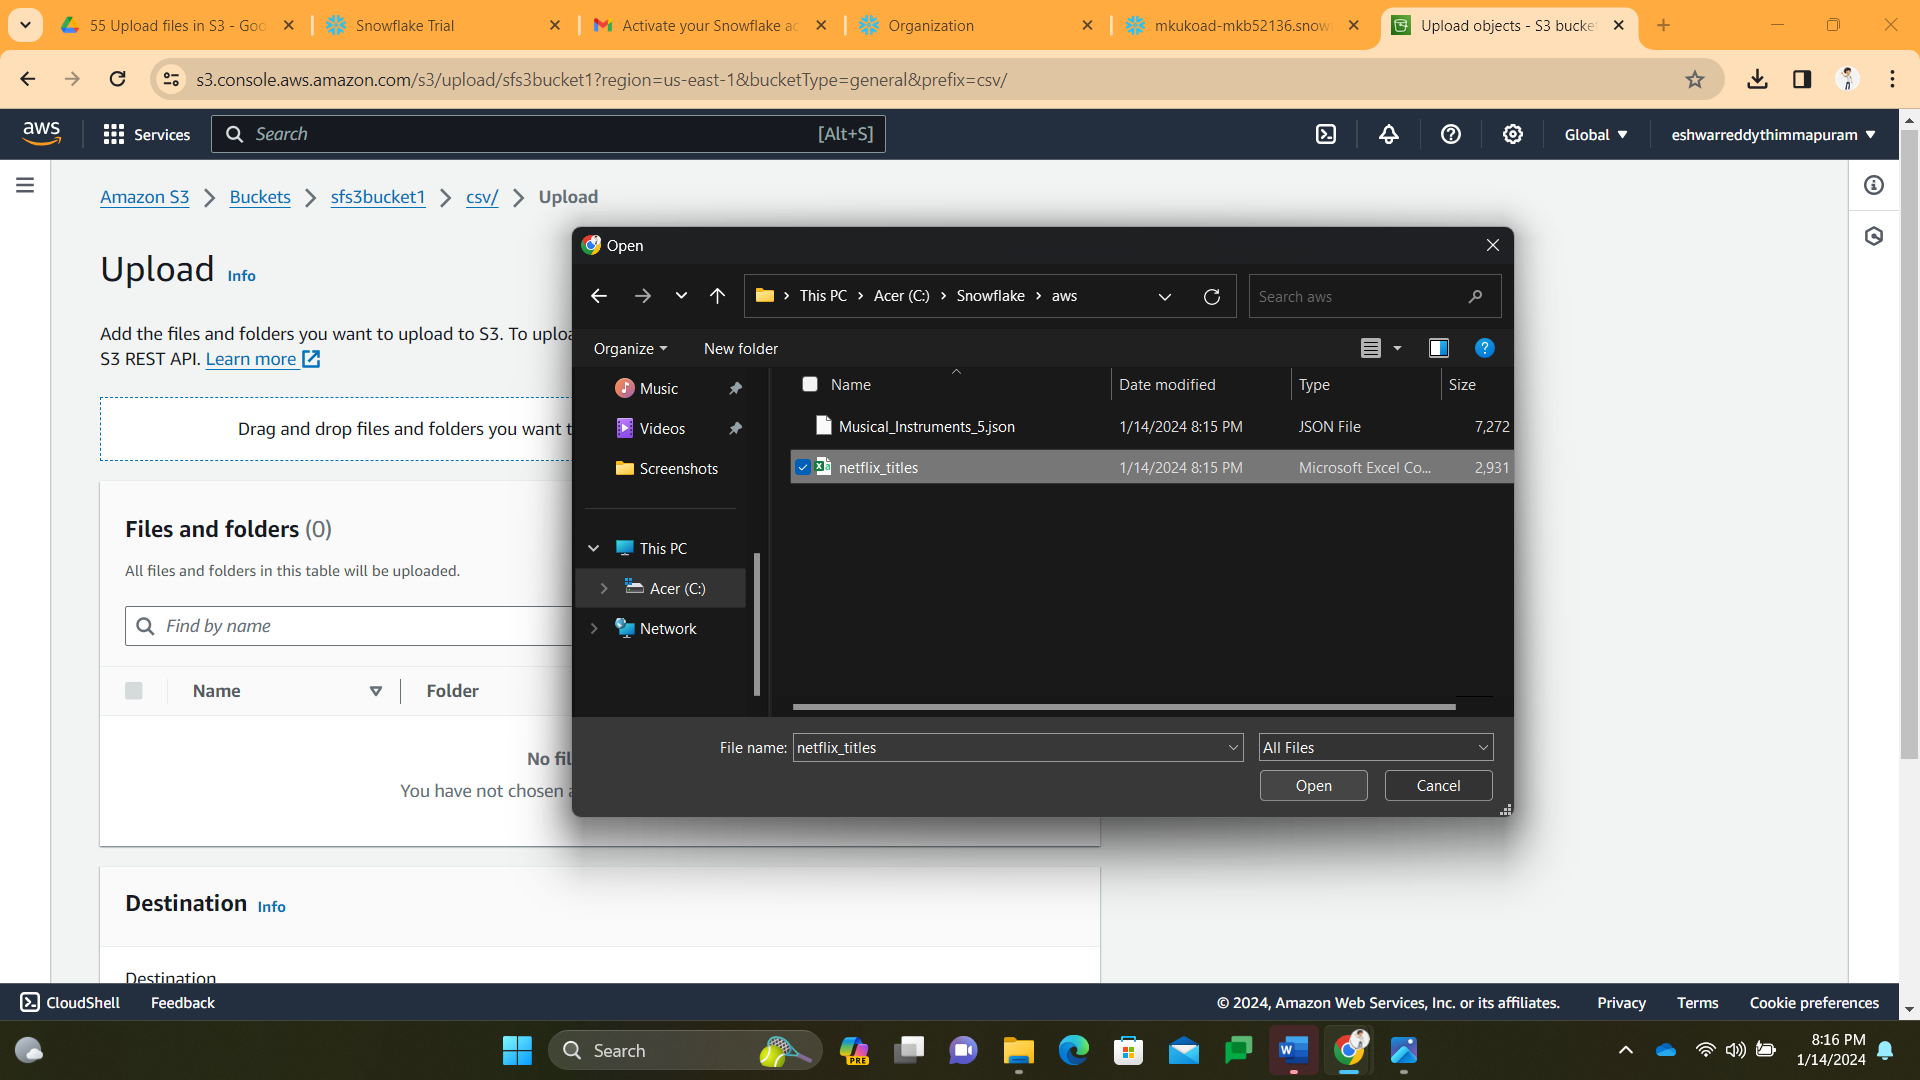 55 Upload files in S3 - Goo
Snowflake Trial
Activate your Snowflake ac
Organization
mkukoad-mkb52136.snow
Upload objects - S3 bucke
s3.console.aws.amazon.com/s3/upload/sfs3bucket1?region=us-east-1&bucketType=general&prefix=csv/
aws
Services
Search
[Alt+S]
Global
eshwarreddythimmapuram
Amazon S3
Buckets
sfs3bucket1
csv/
Upload
Upload Info
Add the files and folders you want to upload to S3. To uploa
S3 REST API. Learn more
Drag and drop files and folders you want t
Files and folders (0)
All files and folders in this table will be uploaded.
Find by name
Name
Folder
No fil
You have not chosen a
Destination Info
Destination
Open
This PC
Acer (C:)
Snowflake
aws
Search aws
Organize
New folder
Music
Videos
Screenshots
This PC
Acer (C:)
Network
Name Date modified Type Size
Musical_Instruments_5.json 1/14/2024 8:15 PM JSON File 7,272
netflix_titles 1/14/2024 8:15 PM Microsoft Excel Co... 2,931
File name: netflix_titles
All Files
Open
Cancel
CloudShell
Feedback
© 2024, Amazon Web Services, Inc. or its affiliates.
Privacy
Terms
Cookie preferences
Search
PRE
8:16 PM
1/14/2024